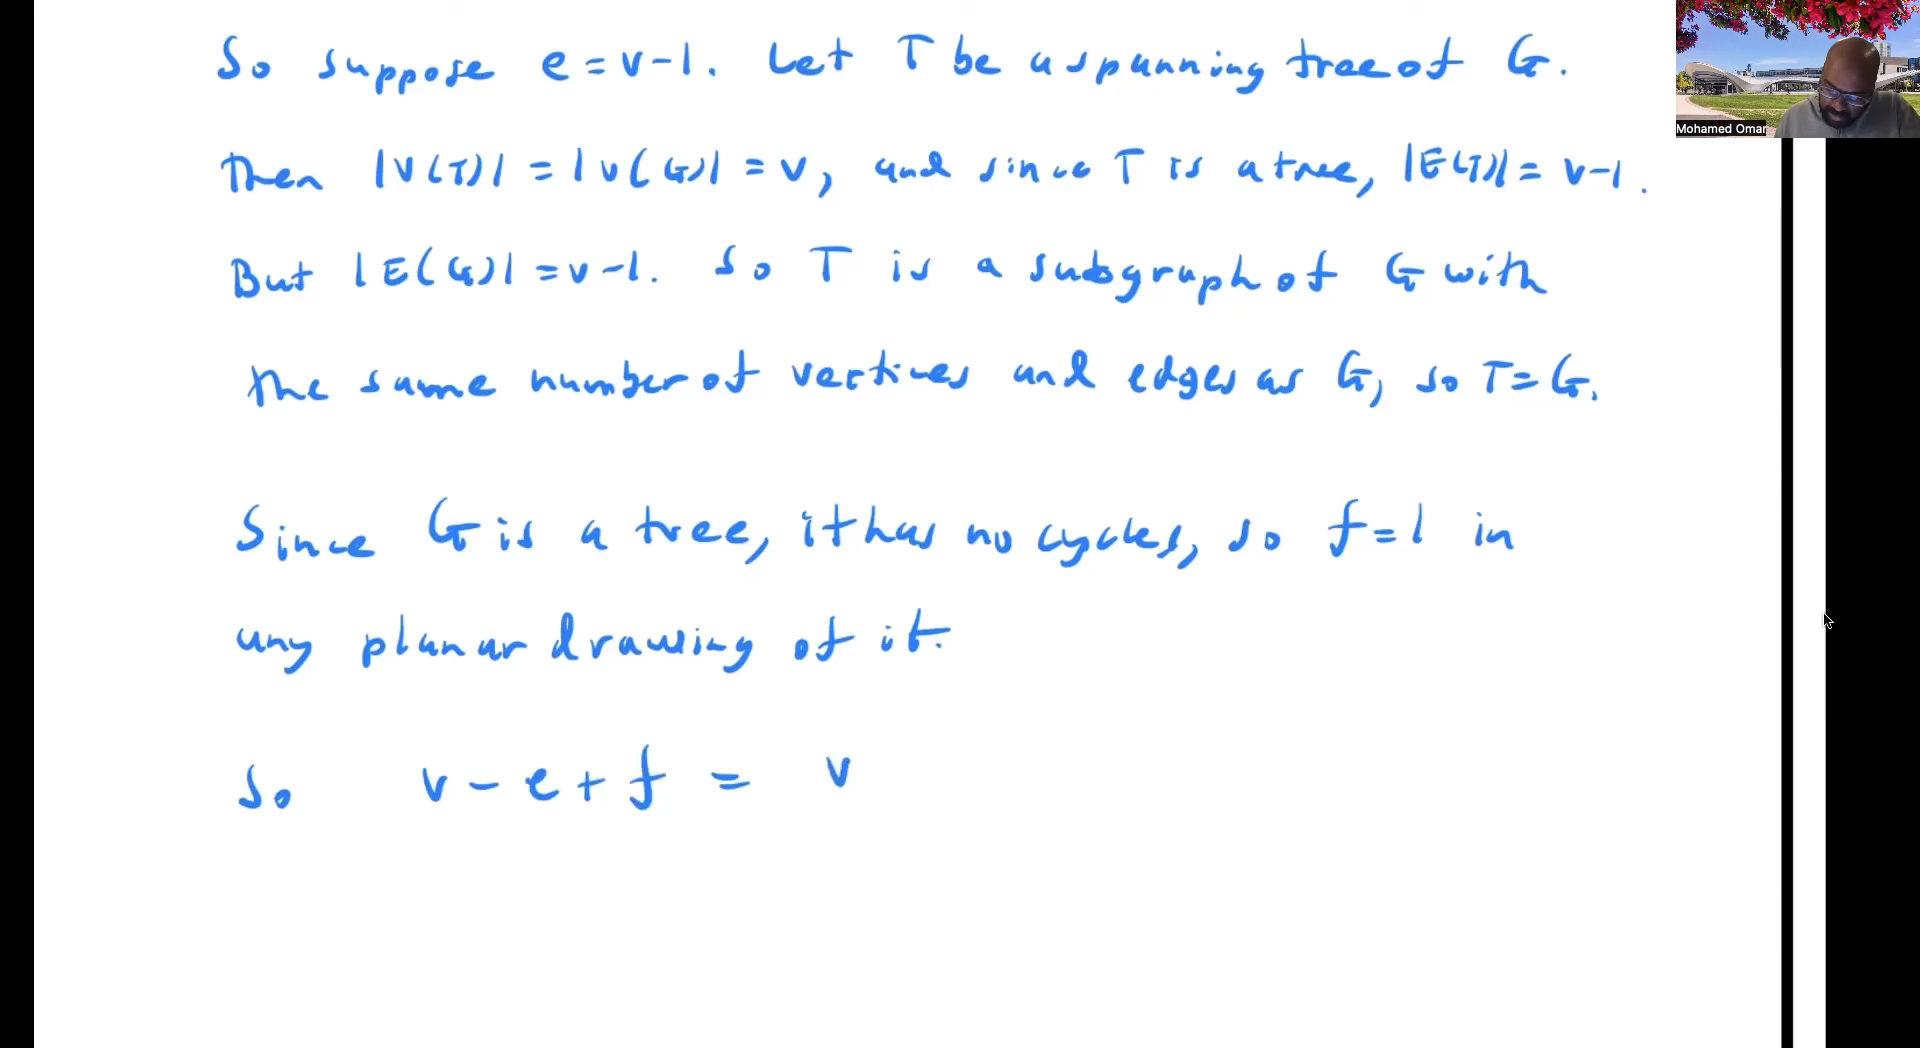 So suppose e = v-1. Let T be a spanning tree of G.
Mohamed Omar
Then |V(T)| = |V(G)| = v, and since T is a tree, |E(T)| = v-1.
But |E(G)| = v-1. So T is a subgraph of G with
the same number of vertices and edges as G, so T = G.
Since G is a tree, it has no cycles, so f = 1 in
any planar drawing of it.
So v - e + f = v